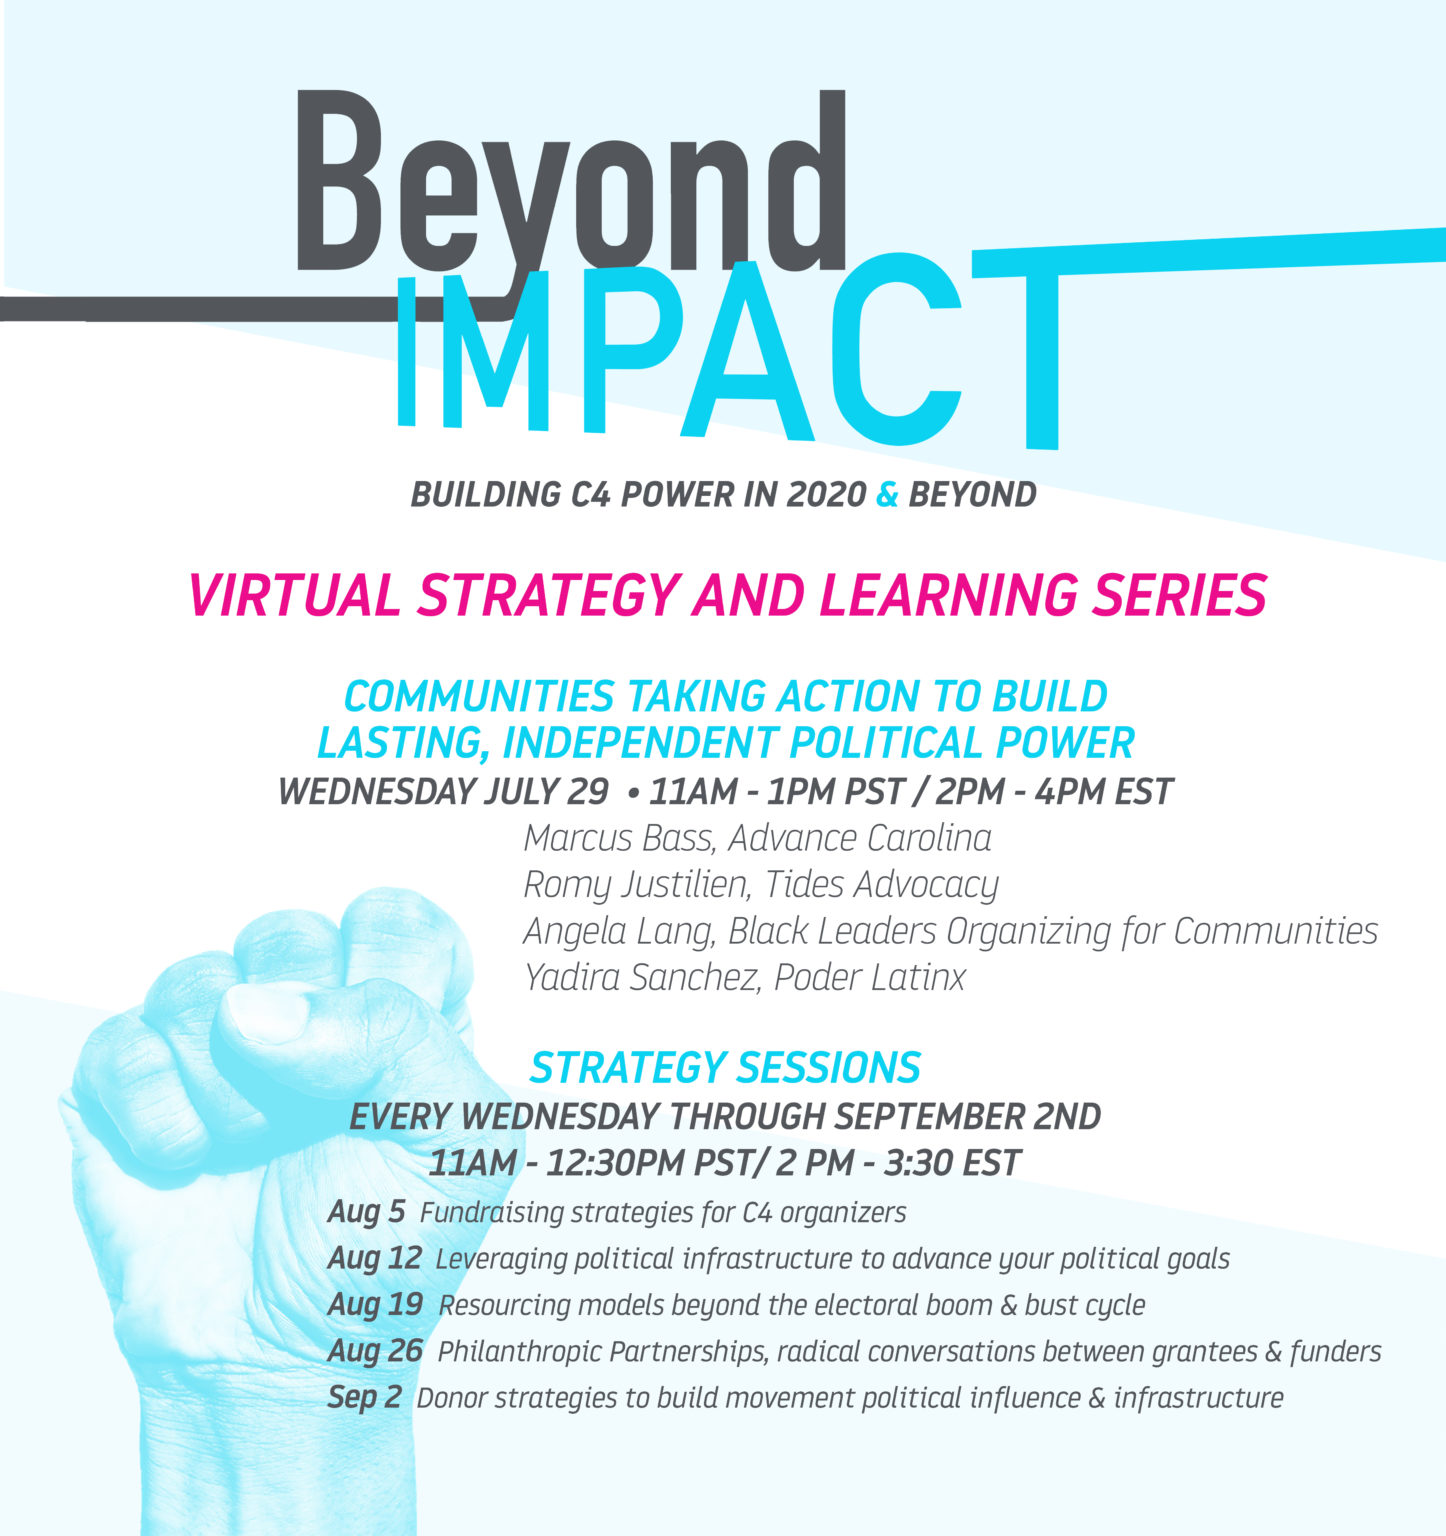 Beyond
IMPACT
BUILDING C4 POWER IN 2020 & BEYOND
VIRTUAL STRATEGY AND LEARNING SERIES
COMMUNITIES TAKING ACTION TO BUILD
LASTING, INDEPENDENT POLITICAL POWER
WEDNESDAY JULY 29 • 11AM - 1PM PST / 2PM - 4PM EST
Marcus Bass, Advance Carolina
Romy Justilien, Tides Advocacy
Angela Lang, Black Leaders Organizing for Communities
Yadira Sanchez, Poder Latinx
STRATEGY SESSIONS
EVERY WEDNESDAY THROUGH SEPTEMBER 2ND
11AM - 12:30PM PST/ 2 PM - 3:30 EST
Aug 5 Fundraising strategies for C4 organizers
Aug 12 Leveraging political infrastructure to advance your political goals
Aug 19 Resourcing models beyond the electoral boom & bust cycle
Aug 26 Philanthropic Partnerships, radical conversations between grantees & funders
Sep 2 Donor strategies to build movement political influence & infrastructure